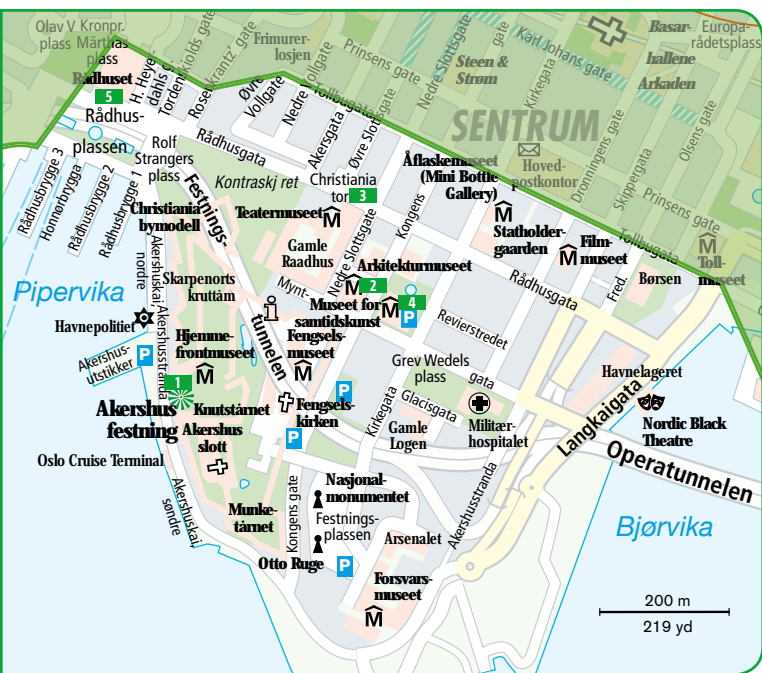 Olav V
plass
Kronpr.
Märthas
plass
Rådhuset
5
H. Heyer-
dahls
Rosenkrantz' gate
Frimurer-
losjen
Øvre
Vollgate
Nedre Vollgate
Prinsens gate
Akersgata
Tollbugata
Øvre Slott
Nedre Slottsgate
Steen &
Strøm
Karl Johans gate
Kirkegata
Basar-
hallene
Arkaden
Europa-
rådetsplass
SENTRUM
Hoved-
postkontor
Dronningens gate
Skippergata
Olsens gate
Prinsens gate
Tollbugata
Toll-
museet
Rådhus-
plassen
Rolf
Strangers
plass
Rådhusgata
Kontraskj ret
Christiania
torv
3
Åflaskemuseet
(Mini Bottle
Gallery)
Rådhusbrygge 3
Honnørbrygga
Rådhusbrygge 2
Rådhusbrygge 1
Christiania
bymodell
Festnings-
tunnelen
Teatermuseet
Gamle
Raadhus
Nedre Slottsgate
Kongens
Statholder-
gaarden
Film-
museet
Fred.
Børsen
Rådhusgata
Pipervika
Akershuskai,
nordre
Akershusstranda
Skarpenorts
kruttårn
Mynt-
Arkitekturmuseet
2
Museet for
samtidskunst
4
P
Revierstredet
Havnepolitiet
Akershus-
utstikker
P
Hjemme-
frontmuseet
Fengsels-
museet
Grev Wedels
plass
gata
Glacisgata
Havnelageret
1
Akershus
festning
Knutstårnet
Akershus
slott
P
Fengsels-
kirken
P
Kirkegata
Gamle
Logen
Militær-
hospitalet
Langkaigata
Nordic Black
Theatre
Operatunnelen
Oslo Cruise Terminal
Akershuskai,
søndre
Munke-
tårnet
Kongens gate
Nasjonal-
monumentet
Festnings-
plassen
Otto Ruge
P
Arsenalet
Akershusstranda
Forsvars-
museet
Bjørvika
200 m
219 yd